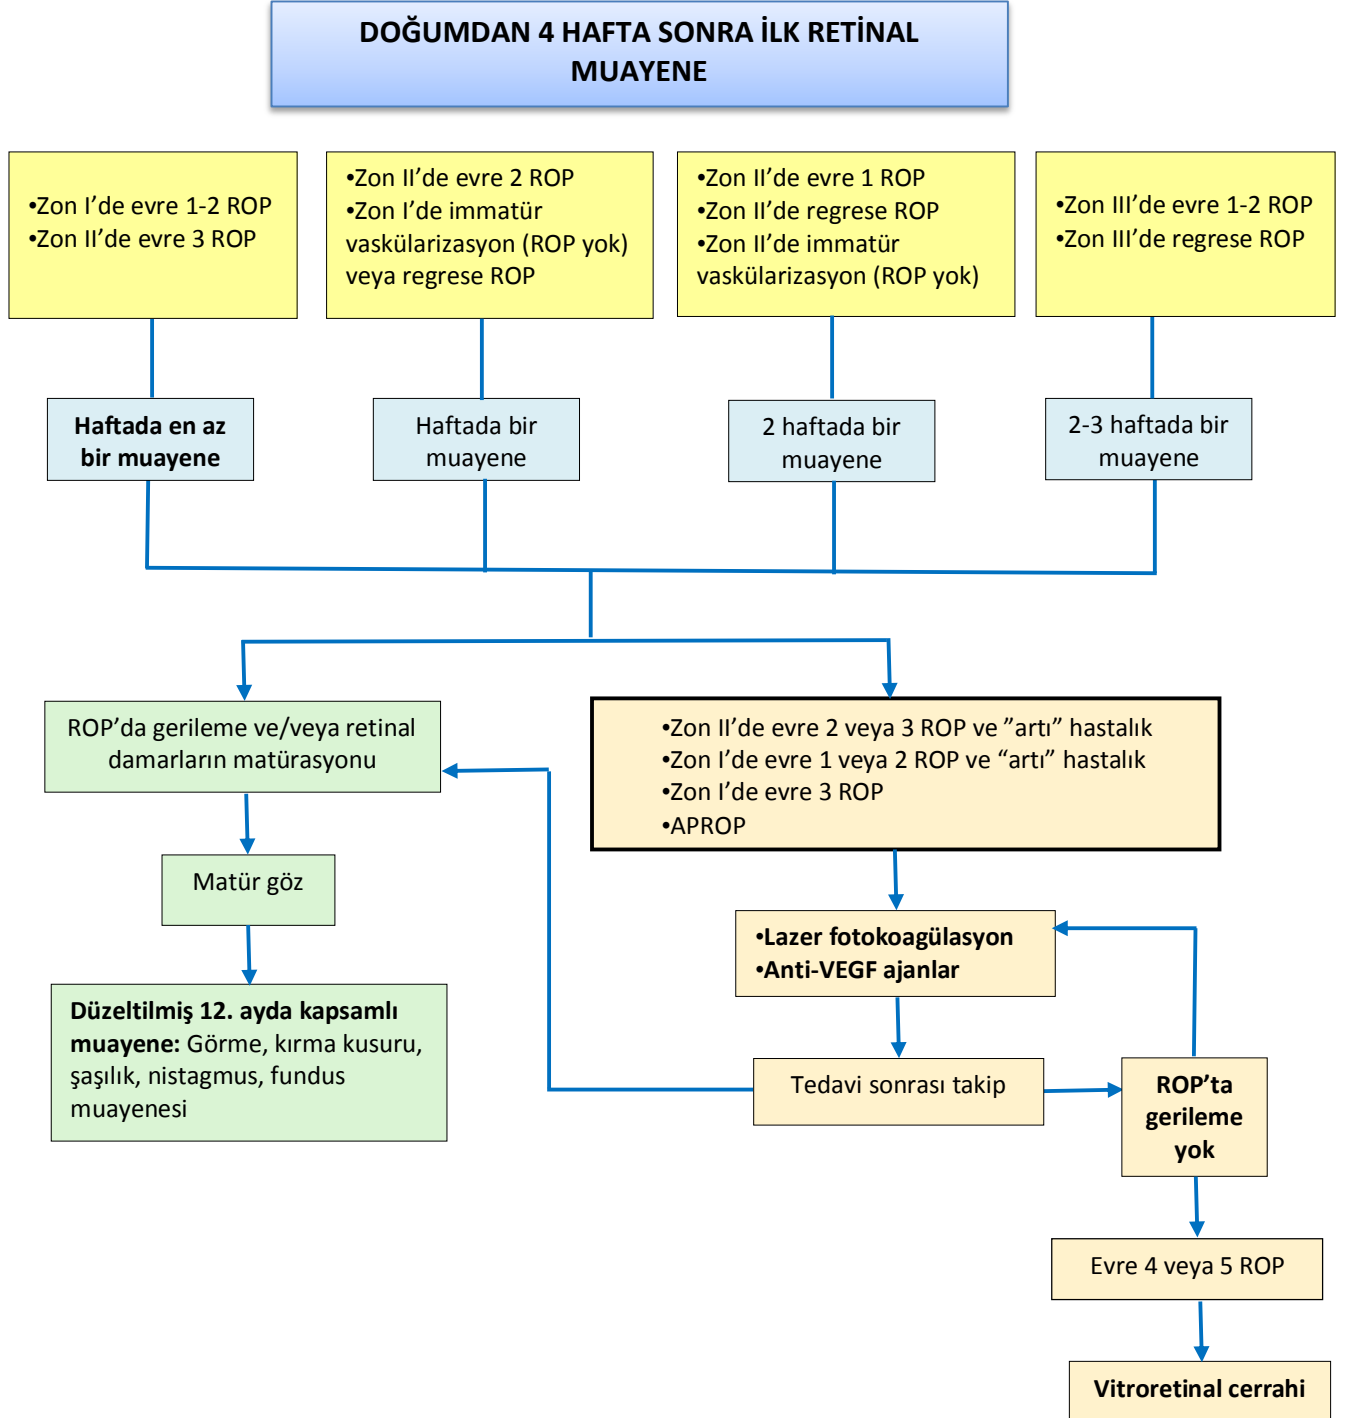 DOĞUMDAN 4 HAFTA SONRA İLK RETİNAL
MUAYENE
•Zon I’de evre 1-2 ROP
•Zon II’de evre 3 ROP
•Zon II’de evre 2 ROP
•Zon I’de immatür
vaskülarizasyon (ROP yok)
veya regrese ROP
•Zon II’de evre 1 ROP
•Zon II’de regrese ROP
•Zon II’de immatür
vaskülarizasyon (ROP yok)
•Zon III’de evre 1-2 ROP
•Zon III’de regrese ROP
Haftada en az
bir muayene
Haftada bir
muayene
2 haftada bir
muayene
2-3 haftada bir
muayene
ROP’da gerileme ve/veya retinal
damarların matürasyonu
•Zon II’de evre 2 veya 3 ROP ve ”artı” hastalık
•Zon I’de evre 1 veya 2 ROP ve “artı” hastalık
•Zon I’de evre 3 ROP
•APROP
Matür göz
•Lazer fotokoagülasyon
•Anti-VEGF ajanlar
Düzeltilmiş 12. ayda kapsamlı
muayene: Görme, kırma kusuru,
şaşılık, nistagmus, fundus
muayenesi
Tedavi sonrası takip
ROP’ta
gerileme
yok
Evre 4 veya 5 ROP
Vitroretinal cerrahi